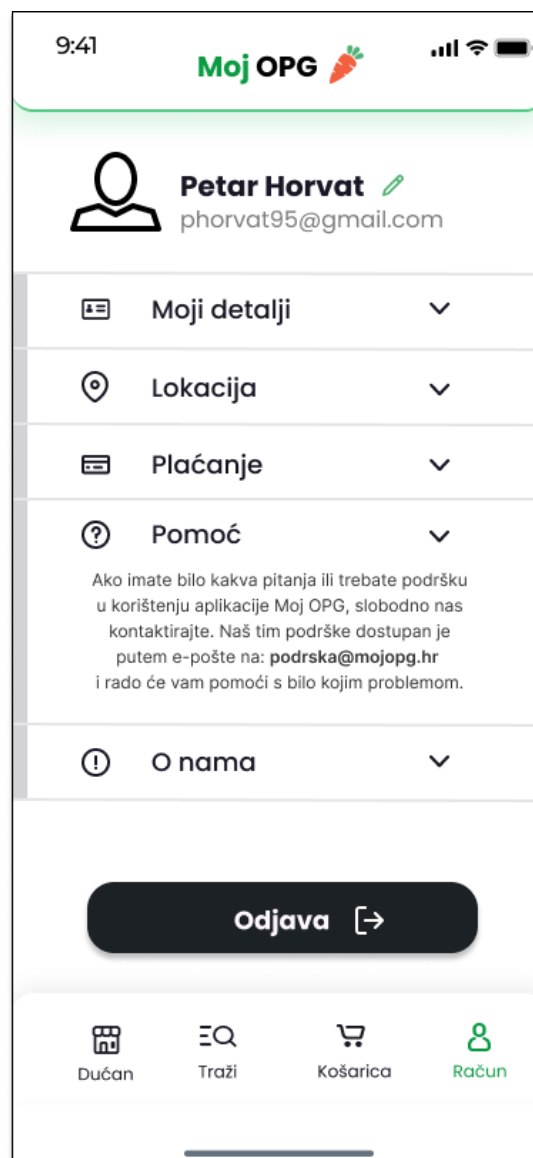 9:41
Moj OPG
Petar Horvat
phorvat95@gmail.com
Moji detalji
Lokacija
Plaćanje
Pomoć
Ako imate bilo kakva pitanja ili trebate podršku
u korištenju aplikacije Moj OPG, slobodno nas
kontaktirajte. Naš tim podrške dostupan je
putem e-pošte na: podrska@mojopg.hr
i rado će vam pomoći s bilo kojim problemom.
O nama
Odjava
Dućan Traži Košarica Račun